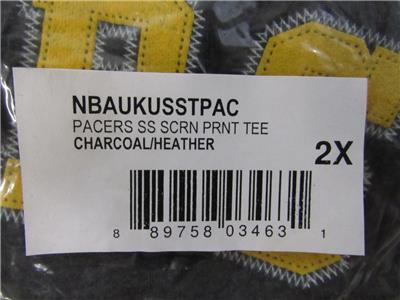 NBAUKUSSTPAC
PACERS SS SCRN PRNT TEE
CHARCOAL/HEATHER
2X
8 89758 03463 1